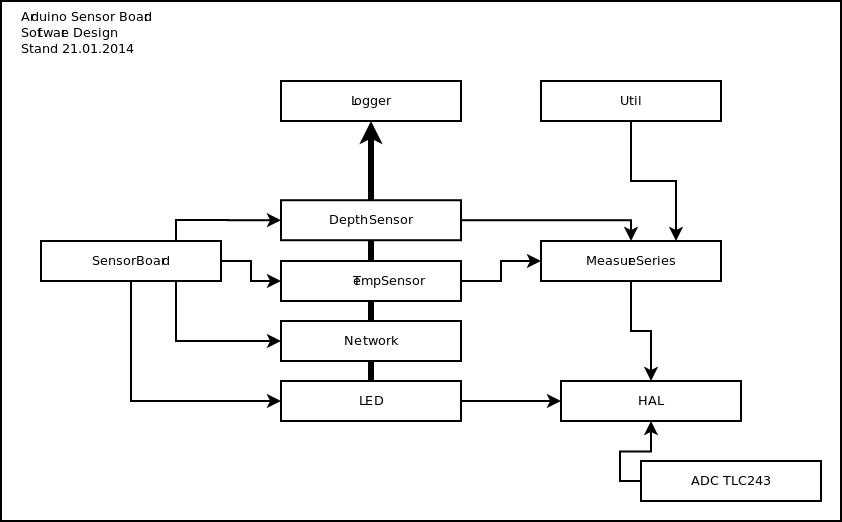 Arduino Sensor Board
Software Design
Stand 21.01.2014
Logger
Util
DepthSensor
SensorBoard
MeasureSeries
TempSensor
Network
LED
HAL
ADC TLC243